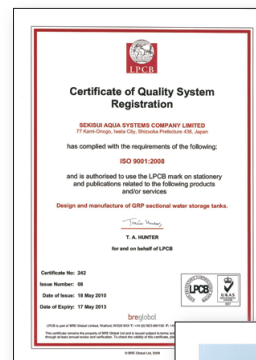 LPCB
Certificate of Quality System
Registration
SEKISUI AQUA SYSTEMS COMPANY LIMITED
77 Kami-Onogo, Iwata City, Shizuoka Prefecture 438, Japan
has complied with the requirements of the following:
ISO 9001:2008
and is authorised to use the LPCB mark on stationery
and publications related to the following products
and/or services
Design and manufacture of GRP sectional water storage tanks.
T. A. HUNTER
for and on behalf of LPCB
Certificate No: 242
Issue Number: 08
Date of Issue: 18 May 2010
Date of Expiry: 17 May 2013
LPCB
UKAS
breglobal